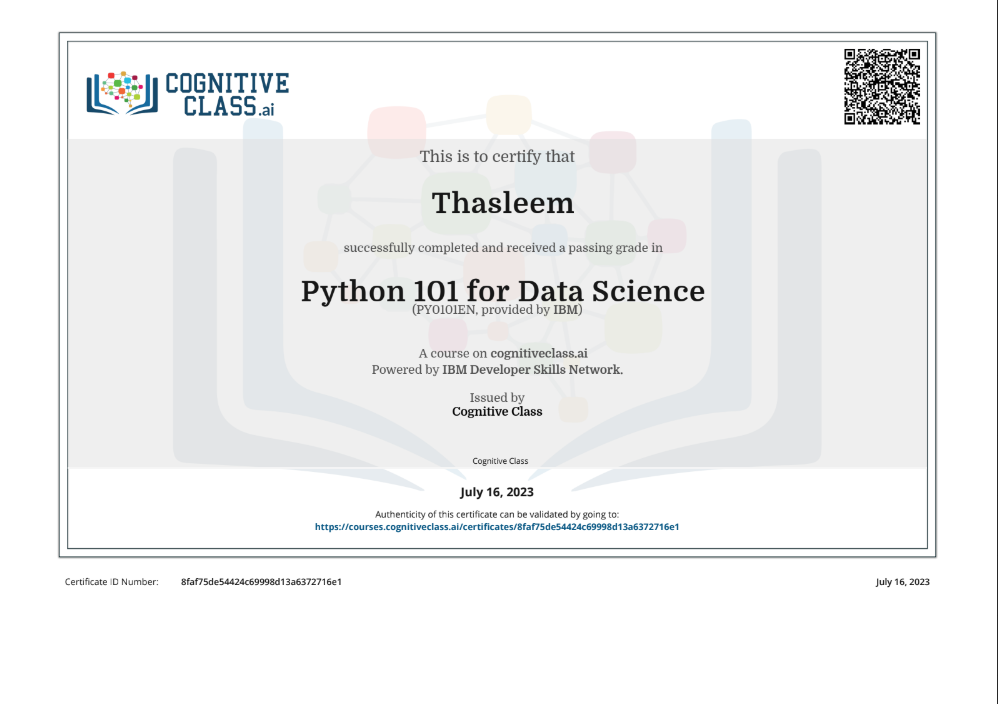 COGNITIVE
CLASS.ai
This is to certify that
Thasleem
successfully completed and received a passing grade in
Python 101 for Data Science
(PY0101EN, provided by IBM)
A course on cognitiveclass.ai
Powered by IBM Developer Skills Network.
Issued by
Cognitive Class
Cognitive Class
July 16, 2023
Authenticity of this certificate can be validated by going to:
https://courses.cognitiveclass.ai/certificates/8faf75de54424c69998d13a6372716e1
Certificate ID Number: 8faf75de54424c69998d13a6372716e1 July 16, 2023